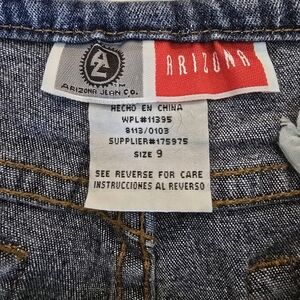 AZ
ARIZONA JEAN CO.
ARIZONA
HECHO EN CHINA
WPL#11395
8113/0103
SUPPLIER#175975
SIZE 9
SEE REVERSE FOR CARE
INSTRUCCIONES AL REVERSO